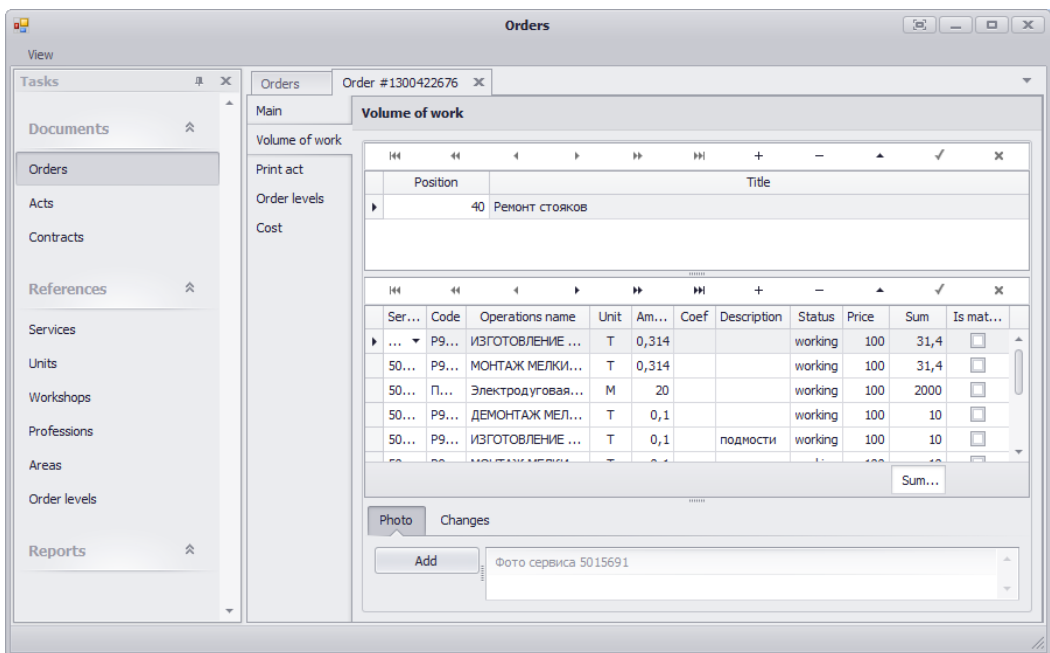 Orders
View
Tasks
Documents
Orders
Acts
Contracts
References
Services
Units
Workshops
Professions
Areas
Order levels
Reports
Orders Order #1300422676
Main
Volume of work
Print act
Order levels
Cost
Volume of work
Position Title
40 Ремонт стояков
Ser... Code Operations name Unit Am... Coef Description Status Price Sum Is mat...
... P9... ИЗГОТОВЛЕНИЕ ... Т 0,314 working 100 31,4
50... P9... МОНТАЖ МЕЛКИ... Т 0,314 working 100 31,4
50... П... Электродуговая... М 20 working 100 2000
50... P9... ДЕМОНТАЖ МЕЛ... Т 0,1 working 100 10
50... P9... ИЗГОТОВЛЕНИЕ ... Т 0,1 подмости working 100 10
Sum...
Photo Changes
Add
Фото сервиса 5015691